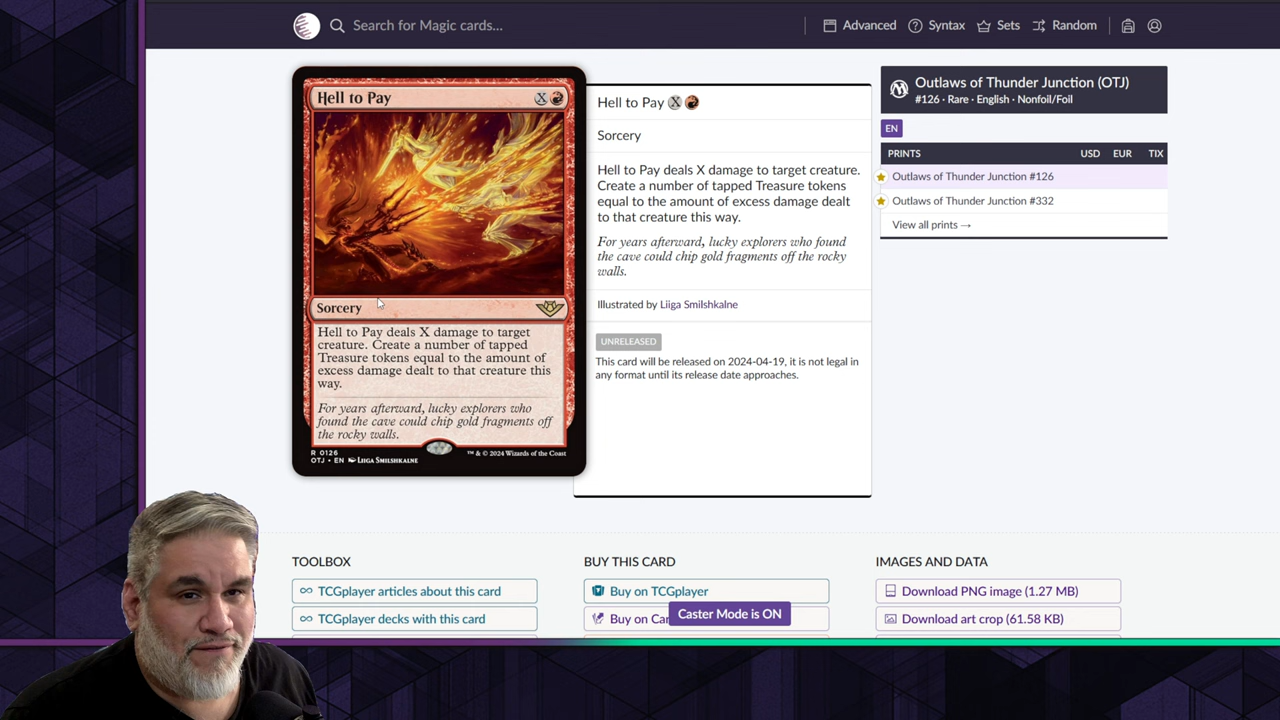 Search for Magic cards...
Advanced
Syntax
Sets
Random
Hell to Pay X
Sorcery
Hell to Pay deals X damage to target
creature. Create a number of tapped
Treasure tokens equal to the amount of
excess damage dealt to that creature this
way.
For years afterward, lucky explorers who
found the cave could chip gold fragments off
the rocky walls.
R 0126
OTJ • EN Liiga Smilshkalne
™ & © 2024 Wizards of the Coast
Hell to Pay X
Sorcery
Hell to Pay deals X damage to target creature.
Create a number of tapped Treasure tokens
equal to the amount of excess damage dealt
to that creature this way.
For years afterward, lucky explorers who found
the cave could chip gold fragments off the rocky
walls.
Illustrated by Liiga Smilshkalne
UNRELEASED
This card will be released on 2024-04-19, it is not legal in
any format until its release date approaches.
Outlaws of Thunder Junction (OTJ)
#126 · Rare · English · Nonfoil/Foil
EN
PRINTS USD EUR TIX
Outlaws of Thunder Junction #126
Outlaws of Thunder Junction #332
View all prints →
TOOLBOX
TCGplayer articles about this card
TCGplayer decks with this card
BUY THIS CARD
Buy on TCGplayer
Buy on Car
Caster Mode is ON
IMAGES AND DATA
Download PNG image (1.27 MB)
Download art crop (61.58 KB)